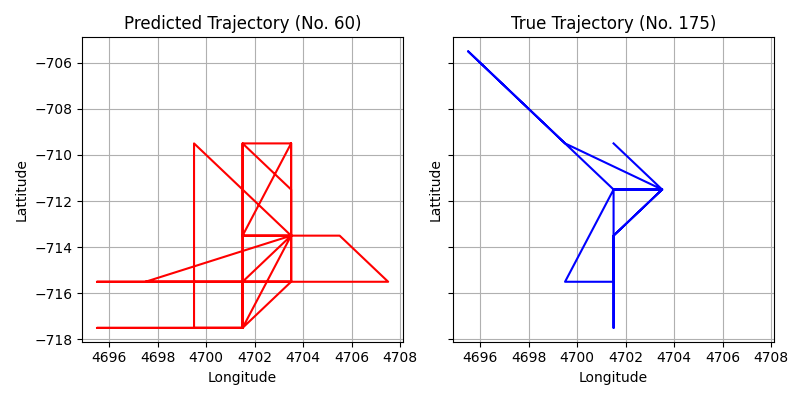 Predicted Trajectory (No. 60)
True Trajectory (No. 175)
Lattitude
−706
−708
−710
−712
−714
−716
−718
4696 4698 4700 4702 4704 4706 4708
Longitude
Lattitude
4696 4698 4700 4702 4704 4706 4708
Longitude